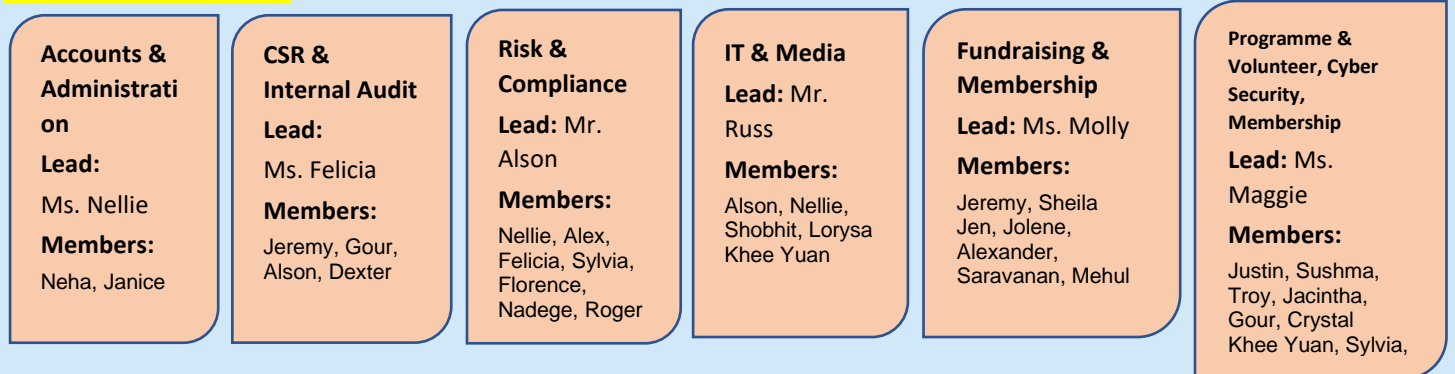 Accounts &
Administrati
on
Lead:
Ms. Nellie
Members:
Neha, Janice
CSR &
Internal Audit
Lead:
Ms. Felicia
Members:
Jeremy, Gour,
Alson, Dexter
Risk &
Compliance
Lead: Mr.
Alson
Members:
Nellie, Alex,
Felicia, Sylvia,
Florence,
Nadege, Roger
IT & Media
Lead: Mr.
Russ
Members:
Alson, Nellie,
Shobhit, Lorysa
Khee Yuan
Fundraising &
Membership
Lead: Ms. Molly
Members:
Jeremy, Sheila
Jen, Jolene,
Alexander,
Saravanan, Mehul
Programme &
Volunteer, Cyber
Security,
Membership
Lead: Ms.
Maggie
Members:
Justin, Sushma,
Troy, Jacintha,
Gour, Crystal
Khee Yuan, Sylvia,